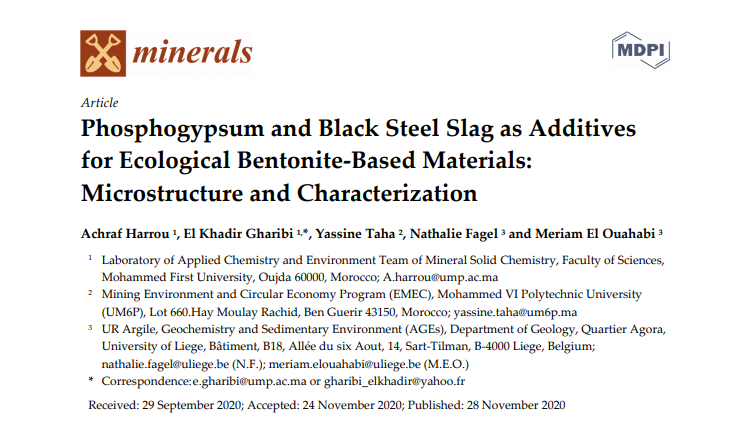 minerals
MDPI
Article
Phosphogypsum and Black Steel Slag as Additives
for Ecological Bentonite-Based Materials:
Microstructure and Characterization
Achraf Harrou 1, El Khadir Gharibi 1,*, Yassine Taha 2, Nathalie Fagel 3 and Meriam El Ouahabi 3
1 Laboratory of Applied Chemistry and Environment Team of Mineral Solid Chemistry, Faculty of Sciences,
Mohammed First University, Oujda 60000, Morocco; A.harrou@ump.ac.ma
2 Mining Environment and Circular Economy Program (EMEC), Mohammed VI Polytechnic University
(UM6P), Lot 660.Hay Moulay Rachid, Ben Guerir 43150, Morocco; yassine.taha@um6p.ma
3 UR Argile, Geochemistry and Sedimentary Environment (AGEs), Department of Geology, Quartier Agora,
University of Liege, Bâtiment, B18, Allée du six Aout, 14, Sart-Tilman, B-4000 Liege, Belgium;
nathalie.fagel@uliege.be (N.F.); meriam.elouahabi@uliege.be (M.E.O.)
* Correspondence:e.gharibi@ump.ac.ma or gharibi_elkhadir@yahoo.fr
Received: 29 September 2020; Accepted: 24 November 2020; Published: 28 November 2020